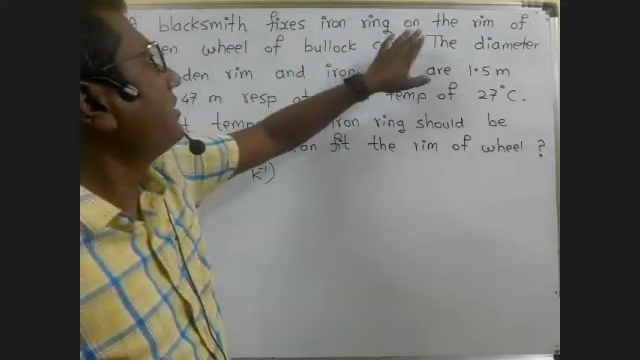 blacksmith fixes iron ring on the rim of
en wheel of bullock c The diameter
den rim and iron are 1.5 m
47 m resp at temp of 27°C.
t temp iron ring should be
an fit the rim of wheel ?
K⁻¹)